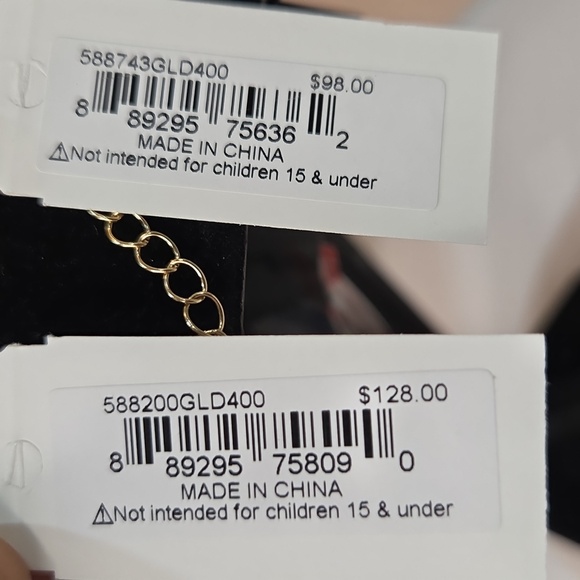 588743GLD400 $98.00
8 89295 75636 2
MADE IN CHINA
⚠Not intended for children 15 & under
588200GLD400 $128.00
8 89295 75809 0
MADE IN CHINA
⚠Not intended for children 15 & under